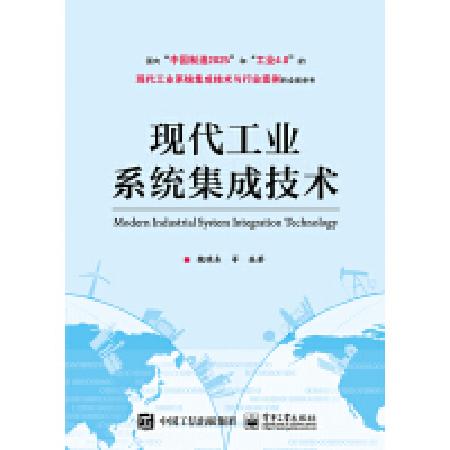 面向“中国制造2025”和“工业4.0”的
现代工业系统集成技术与行业案例
现代工业
系统集成技术
Modern Industrial System Integration Technology
等 编著
中国工信出版集团 电子工业出版社